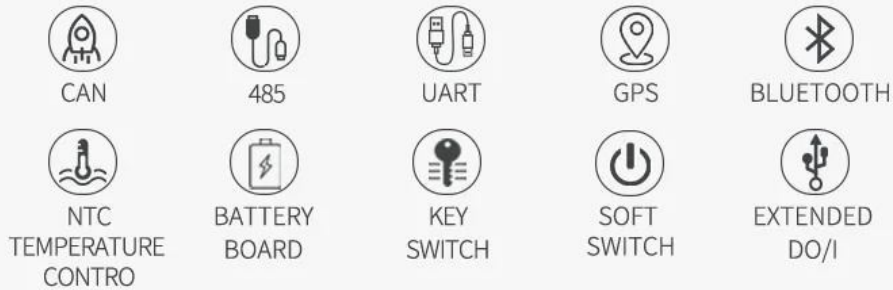 CAN
485
UART
GPS
BLUETOOTH
NTC
TEMPERATURE
CONTRO
BATTERY
BOARD
KEY
SWITCH
SOFT
SWITCH
EXTENDED
DO/I